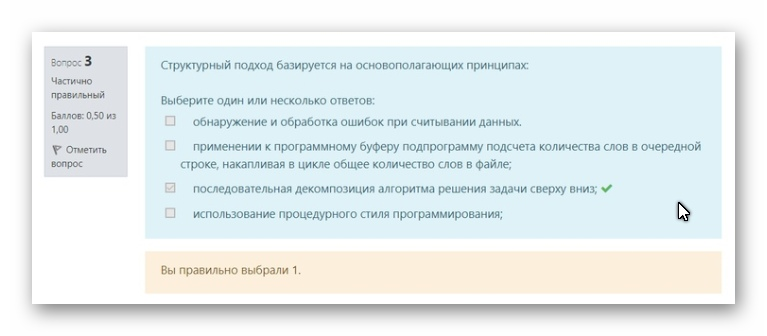 Вопрос 3
Частично
правильный
Баллов: 0,50 из
1,00
Отметить
вопрос
Структурный подход базируется на основополагающих принципах:
Выберите один или несколько ответов:
обнаружение и обработка ошибок при считывании данных.
применении к программному буферу подпрограмму подсчета количества слов в очередной
строке, накапливая в цикле общее количество слов в файле;
последовательная декомпозиция алгоритма решения задачи сверху вниз;
использование процедурного стиля программирования;
Вы правильно выбрали 1.